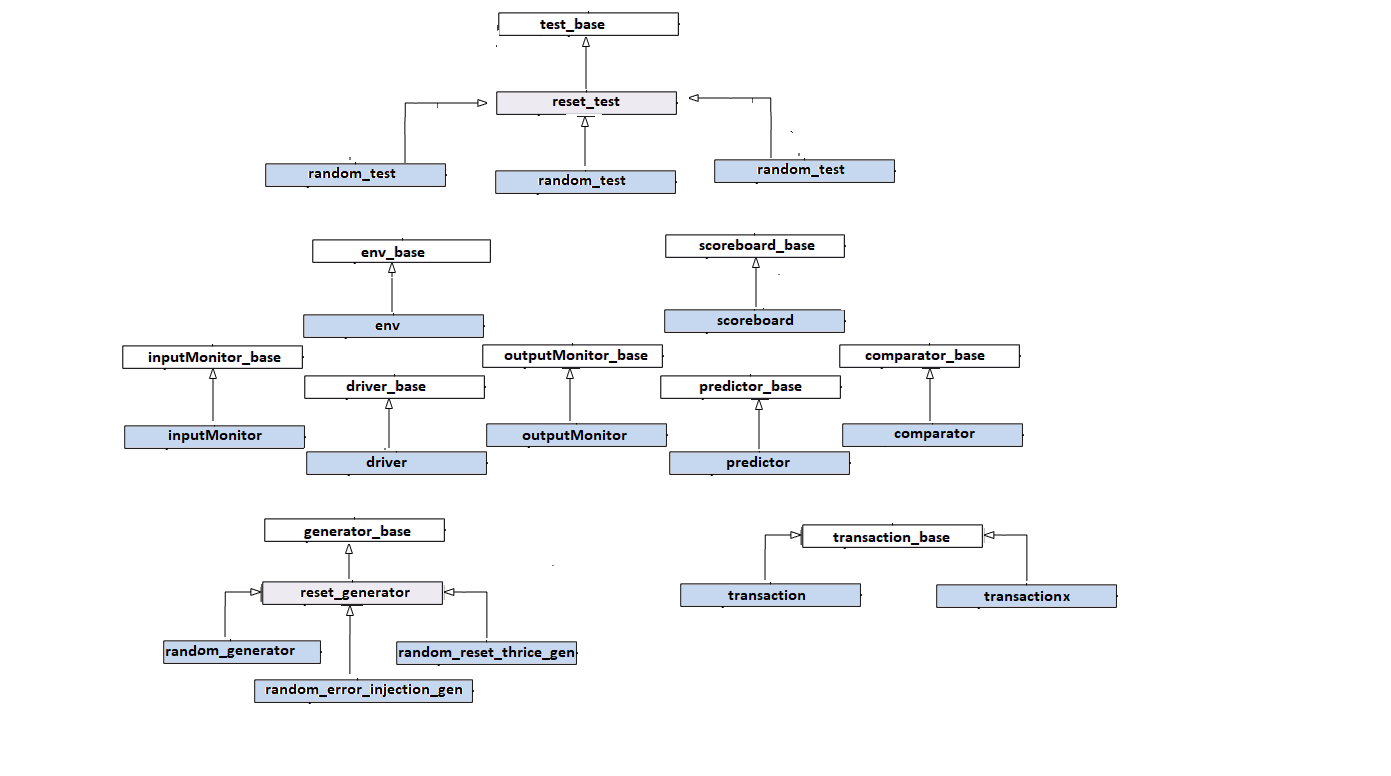 test_base
reset_test
random_test
random_test
random_test
env_base
scoreboard_base
env
scoreboard
inputMonitor_base
outputMonitor_base
comparator_base
driver_base
predictor_base
inputMonitor
outputMonitor
comparator
driver
predictor
generator_base
transaction_base
reset_generator
transaction
transactionx
random_generator
random_reset_thrice_gen
random_error_injection_gen